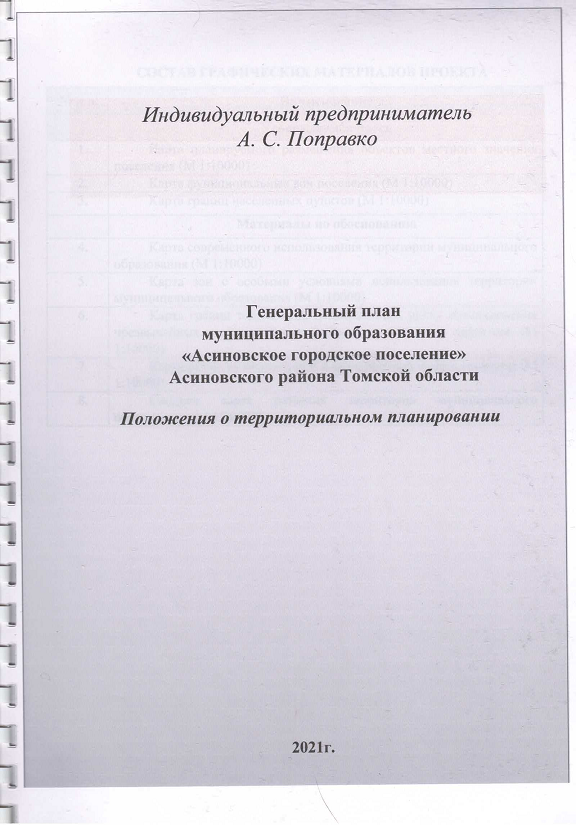 Индивидуальный предприниматель
А. С. Поправко
Генеральный план
муниципального образования
«Асиновское городское поселение»
Асиновского района Томской области
Положения о территориальном планировании
2021г.